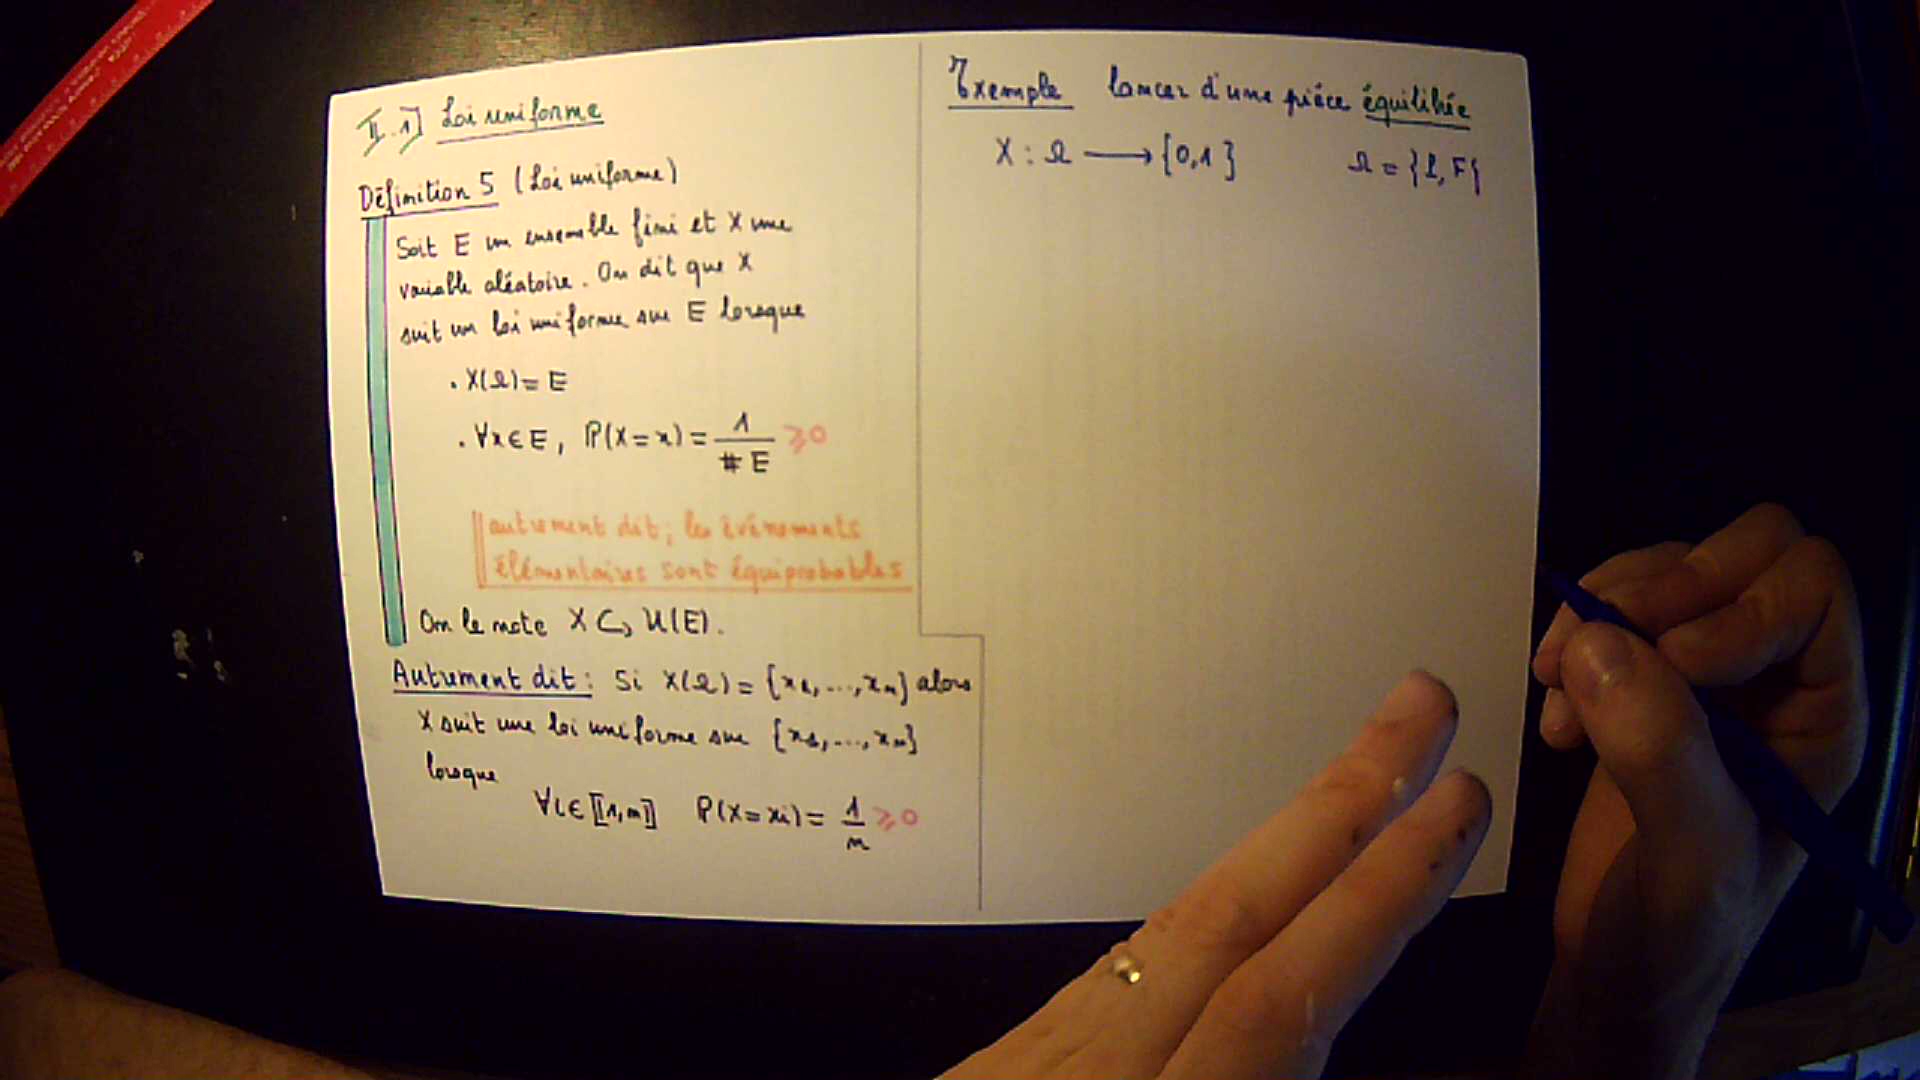 II.1] Loi uniforme
Définition 5 (Loi uniforme)
Soit E un ensemble fini et X une
variable aléatoire. On dit que X
suit un loi uniforme sur E lorsque
. X(Ω) = E
. ∀x ∈ E, P(X = x) = 1/#E ≥ 0
autrement dit; les événements
élémentaires sont équiprobables
On le note X ↪ U(E).
Autrement dit: Si X(Ω) = {x₁, ..., xₙ} alors
X suit une loi uniforme sur {x₁, ..., xₙ}
lorsque
∀i ∈ ⟦1,n⟧ P(X = xi) = 1/n ≥ 0
Exemple lancer d'une pièce équilibée
X : Ω ⟶ {0,1} Ω = {P, F}